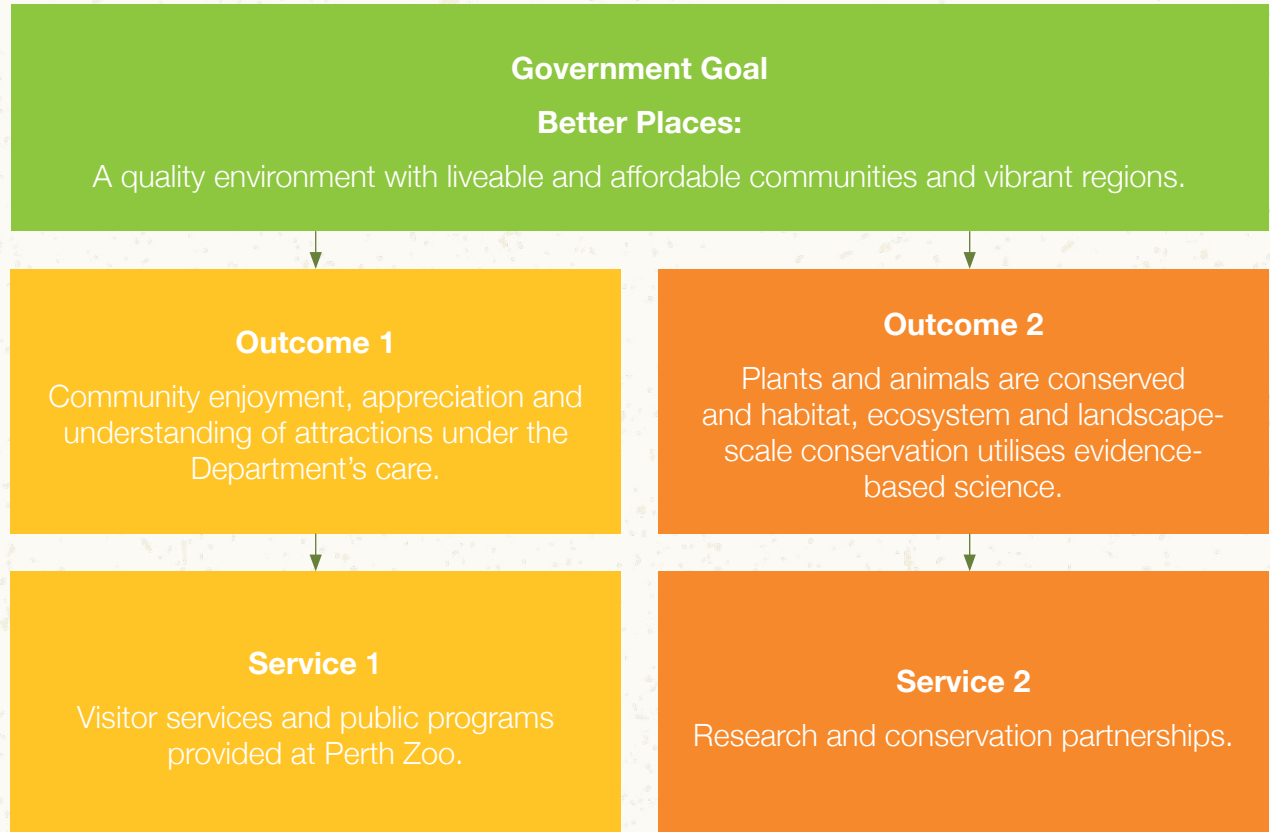 Government Goal
Better Places:
A quality environment with liveable and affordable communities and vibrant regions.
Outcome 1
Community enjoyment, appreciation and
understanding of attractions under the
Department’s care.
Outcome 2
Plants and animals are conserved
and habitat, ecosystem and landscape-
scale conservation utilises evidence-
based science.
Service 1
Visitor services and public programs
provided at Perth Zoo.
Service 2
Research and conservation partnerships.